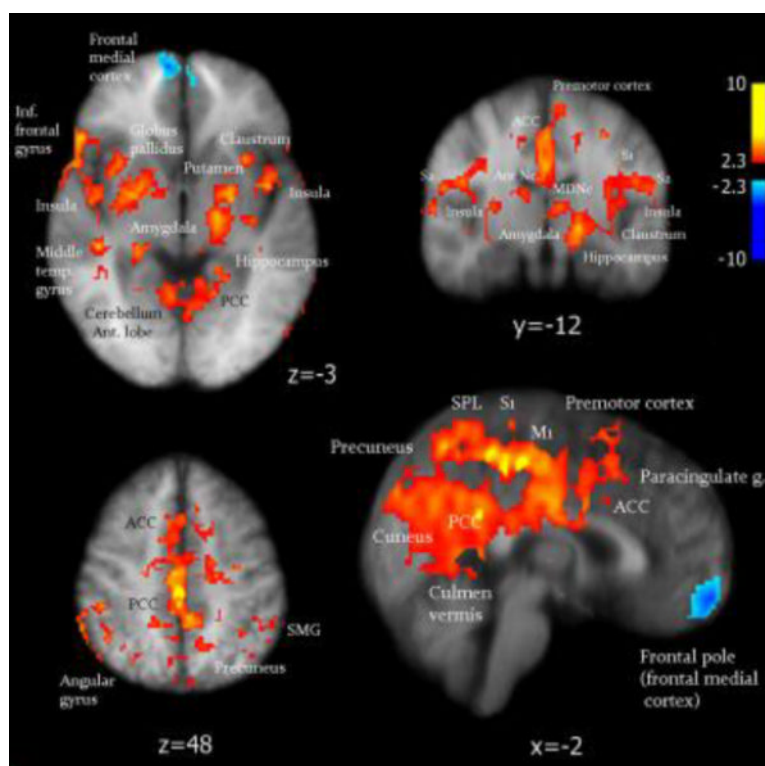 Frontal
medial
cortex
Inf.
frontal
gyrus
Globus
pallidus
Claustrum
Putamen
Insula
Insula
Amygdala
Middle
temp.
gyrus
Hippocampus
PCC
Cerebellum
Ant. lobe
z=-3
Premotor cortex
ACC
S1
S2
S2
MDNc
Insula
Insula
Amygdala
Claustrum
Hippocampus
y=-12
10
2.3
-2.3
-10
ACC
PCC
SMG
Precuneus
Angular
gyrus
z=48
SPL
S1
Premotor cortex
M1
Precuneus
Paracingulate g.
ACC
PCC
Cuneus
Culmen
vermis
Frontal pole
(frontal medial
cortex)
x=-2